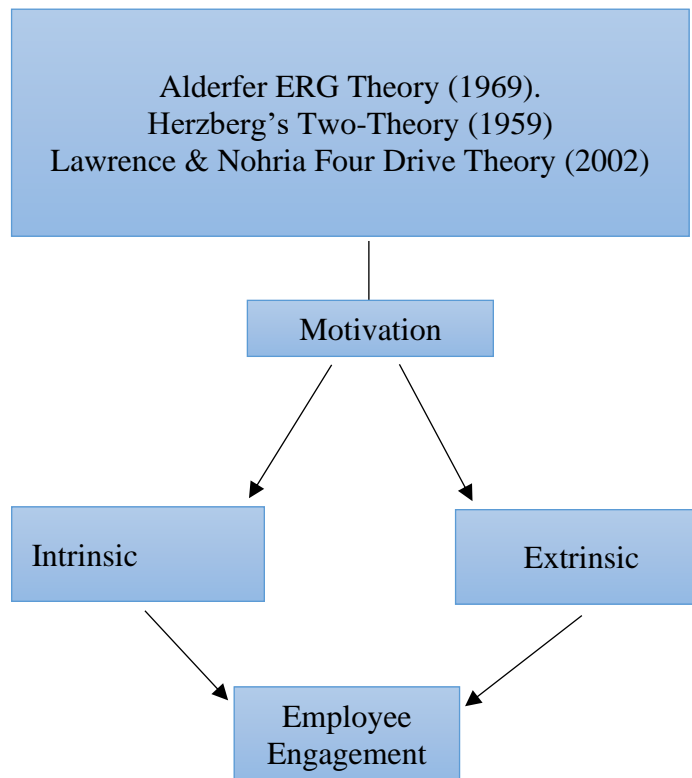 Alderfer ERG Theory (1969).
Herzberg’s Two-Theory (1959)
Lawrence & Nohria Four Drive Theory (2002)
Motivation
Intrinsic
Extrinsic
Employee
Engagement